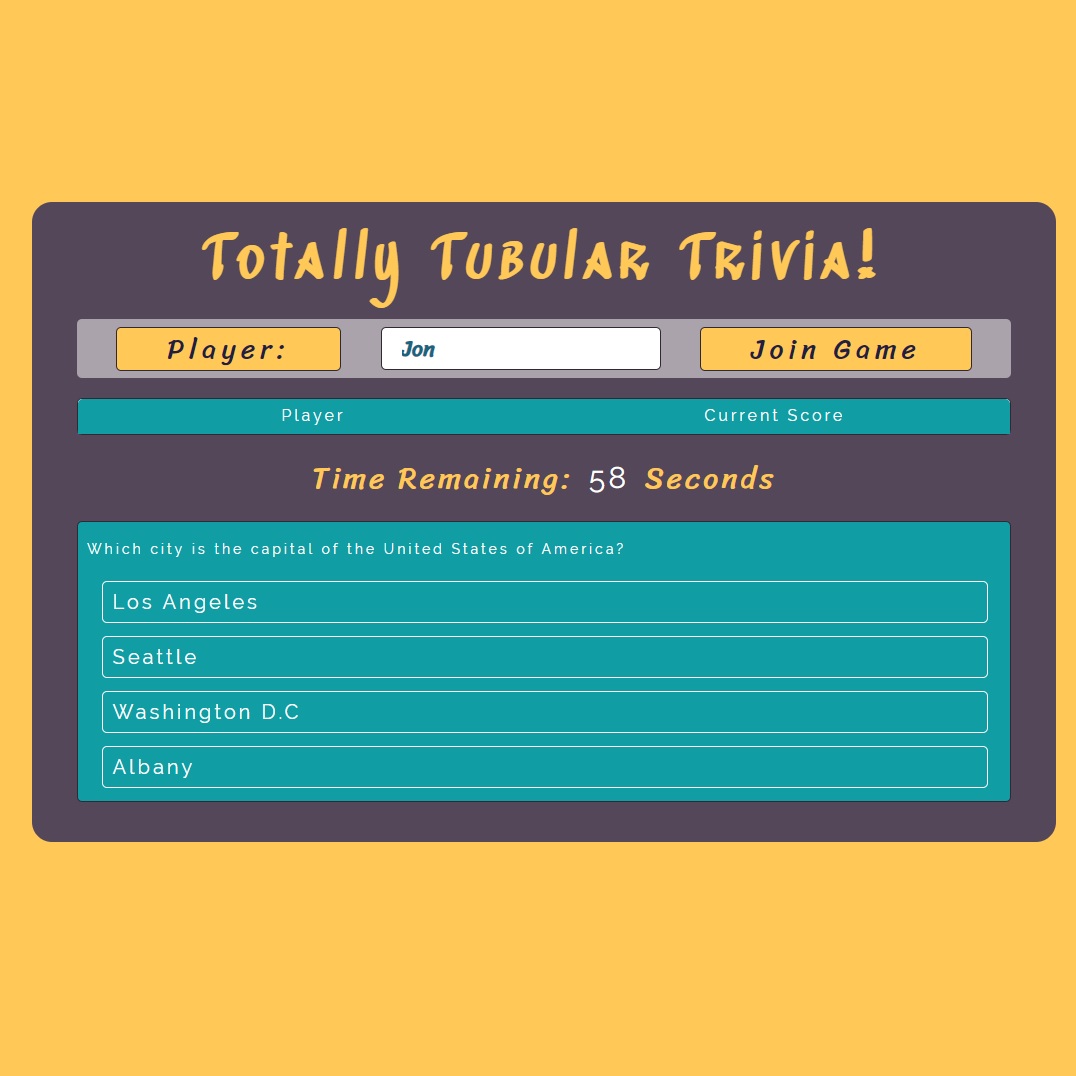 Totally Tubular Trivia!
Player: Jon Join Game
Player Current Score
Time Remaining: 58 Seconds
Which city is the capital of the United States of America?
Los Angeles
Seattle
Washington D.C
Albany